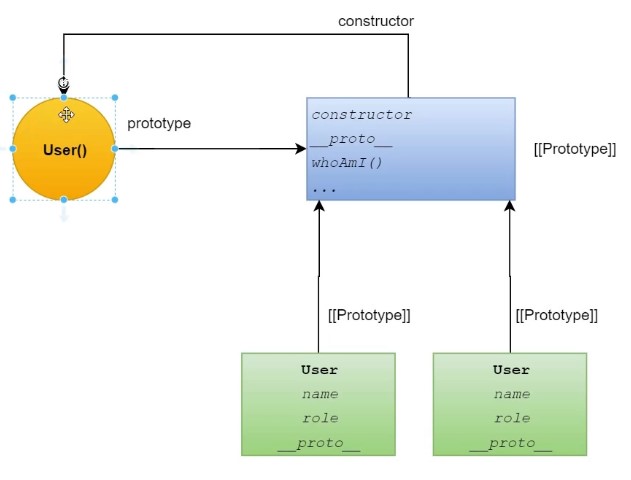 constructor
prototype
User()
constructor
__proto__
whoAmI()
...
[[Prototype]]
[[Prototype]]
[[Prototype]]
User
name
role
__proto__
User
name
role
__proto__